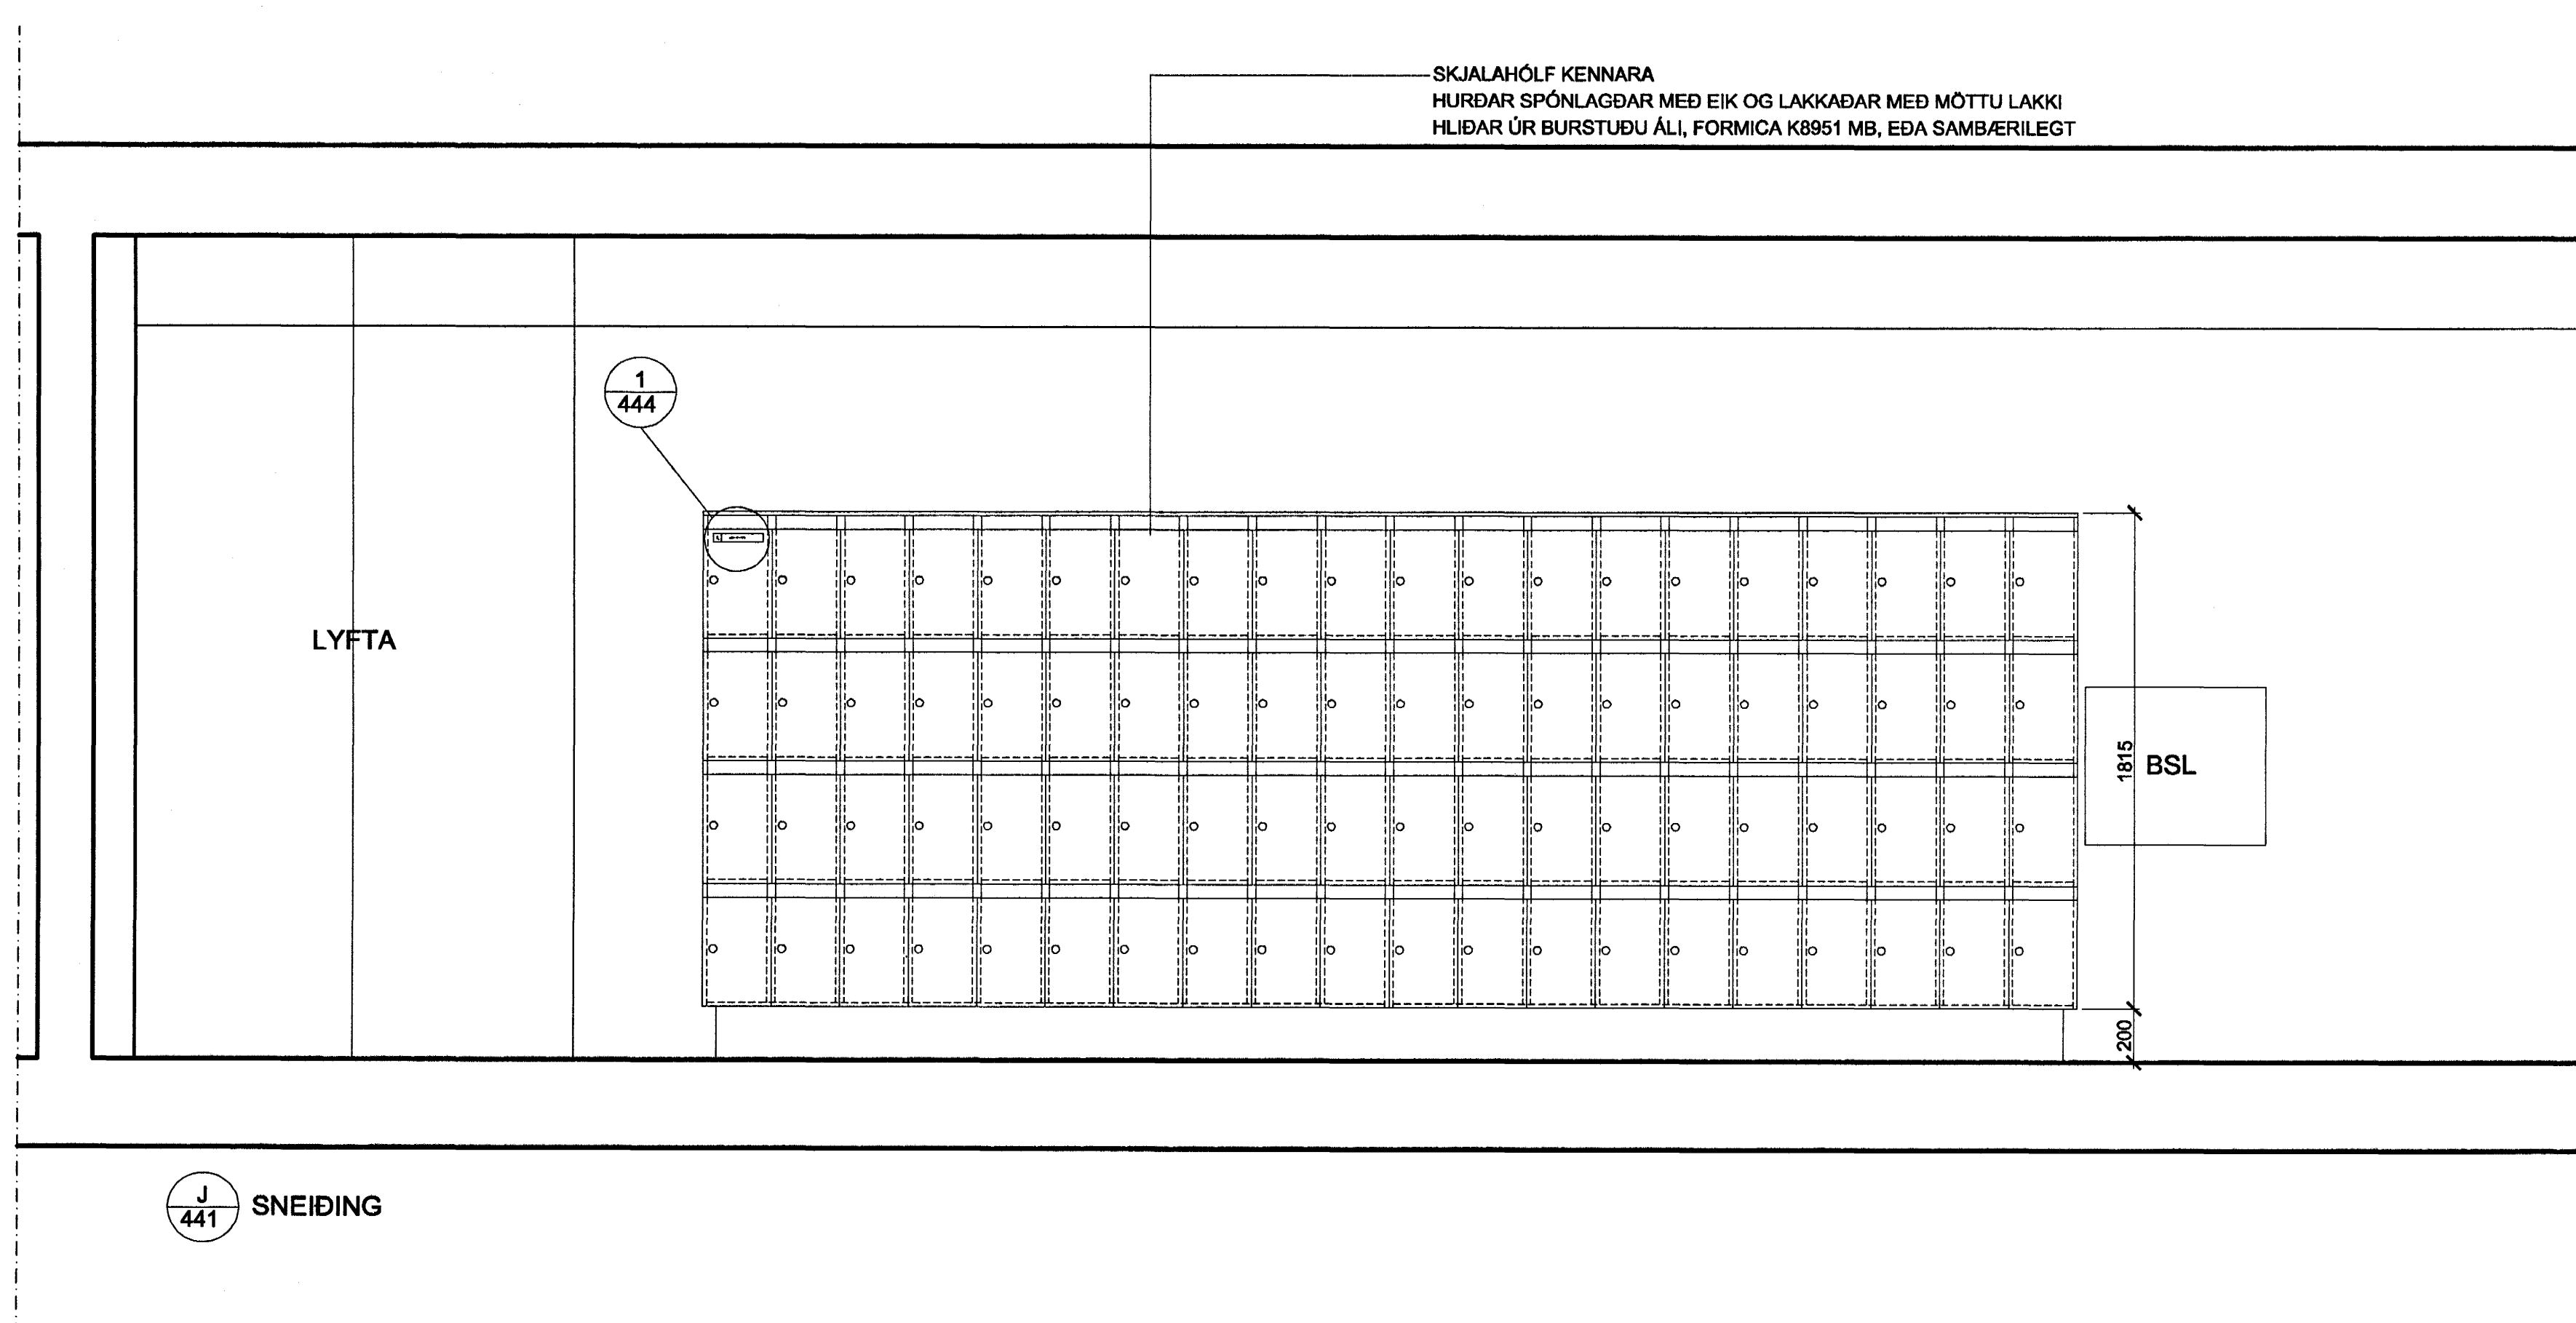 SKJALAHÓLF KENNARA
HURÐAR SPÓNLAGÐAR MEÐ EIK OG LAKKAÐAR MEÐ MÖTTU LAKKI
HLIÐAR ÚR BURSTUÐU ÁLI, FORMICA K8951 MB, EÐA SAMBÆRILEGT
1
444
LYFTA
1815
BSL
200
J
441
SNEIÐING